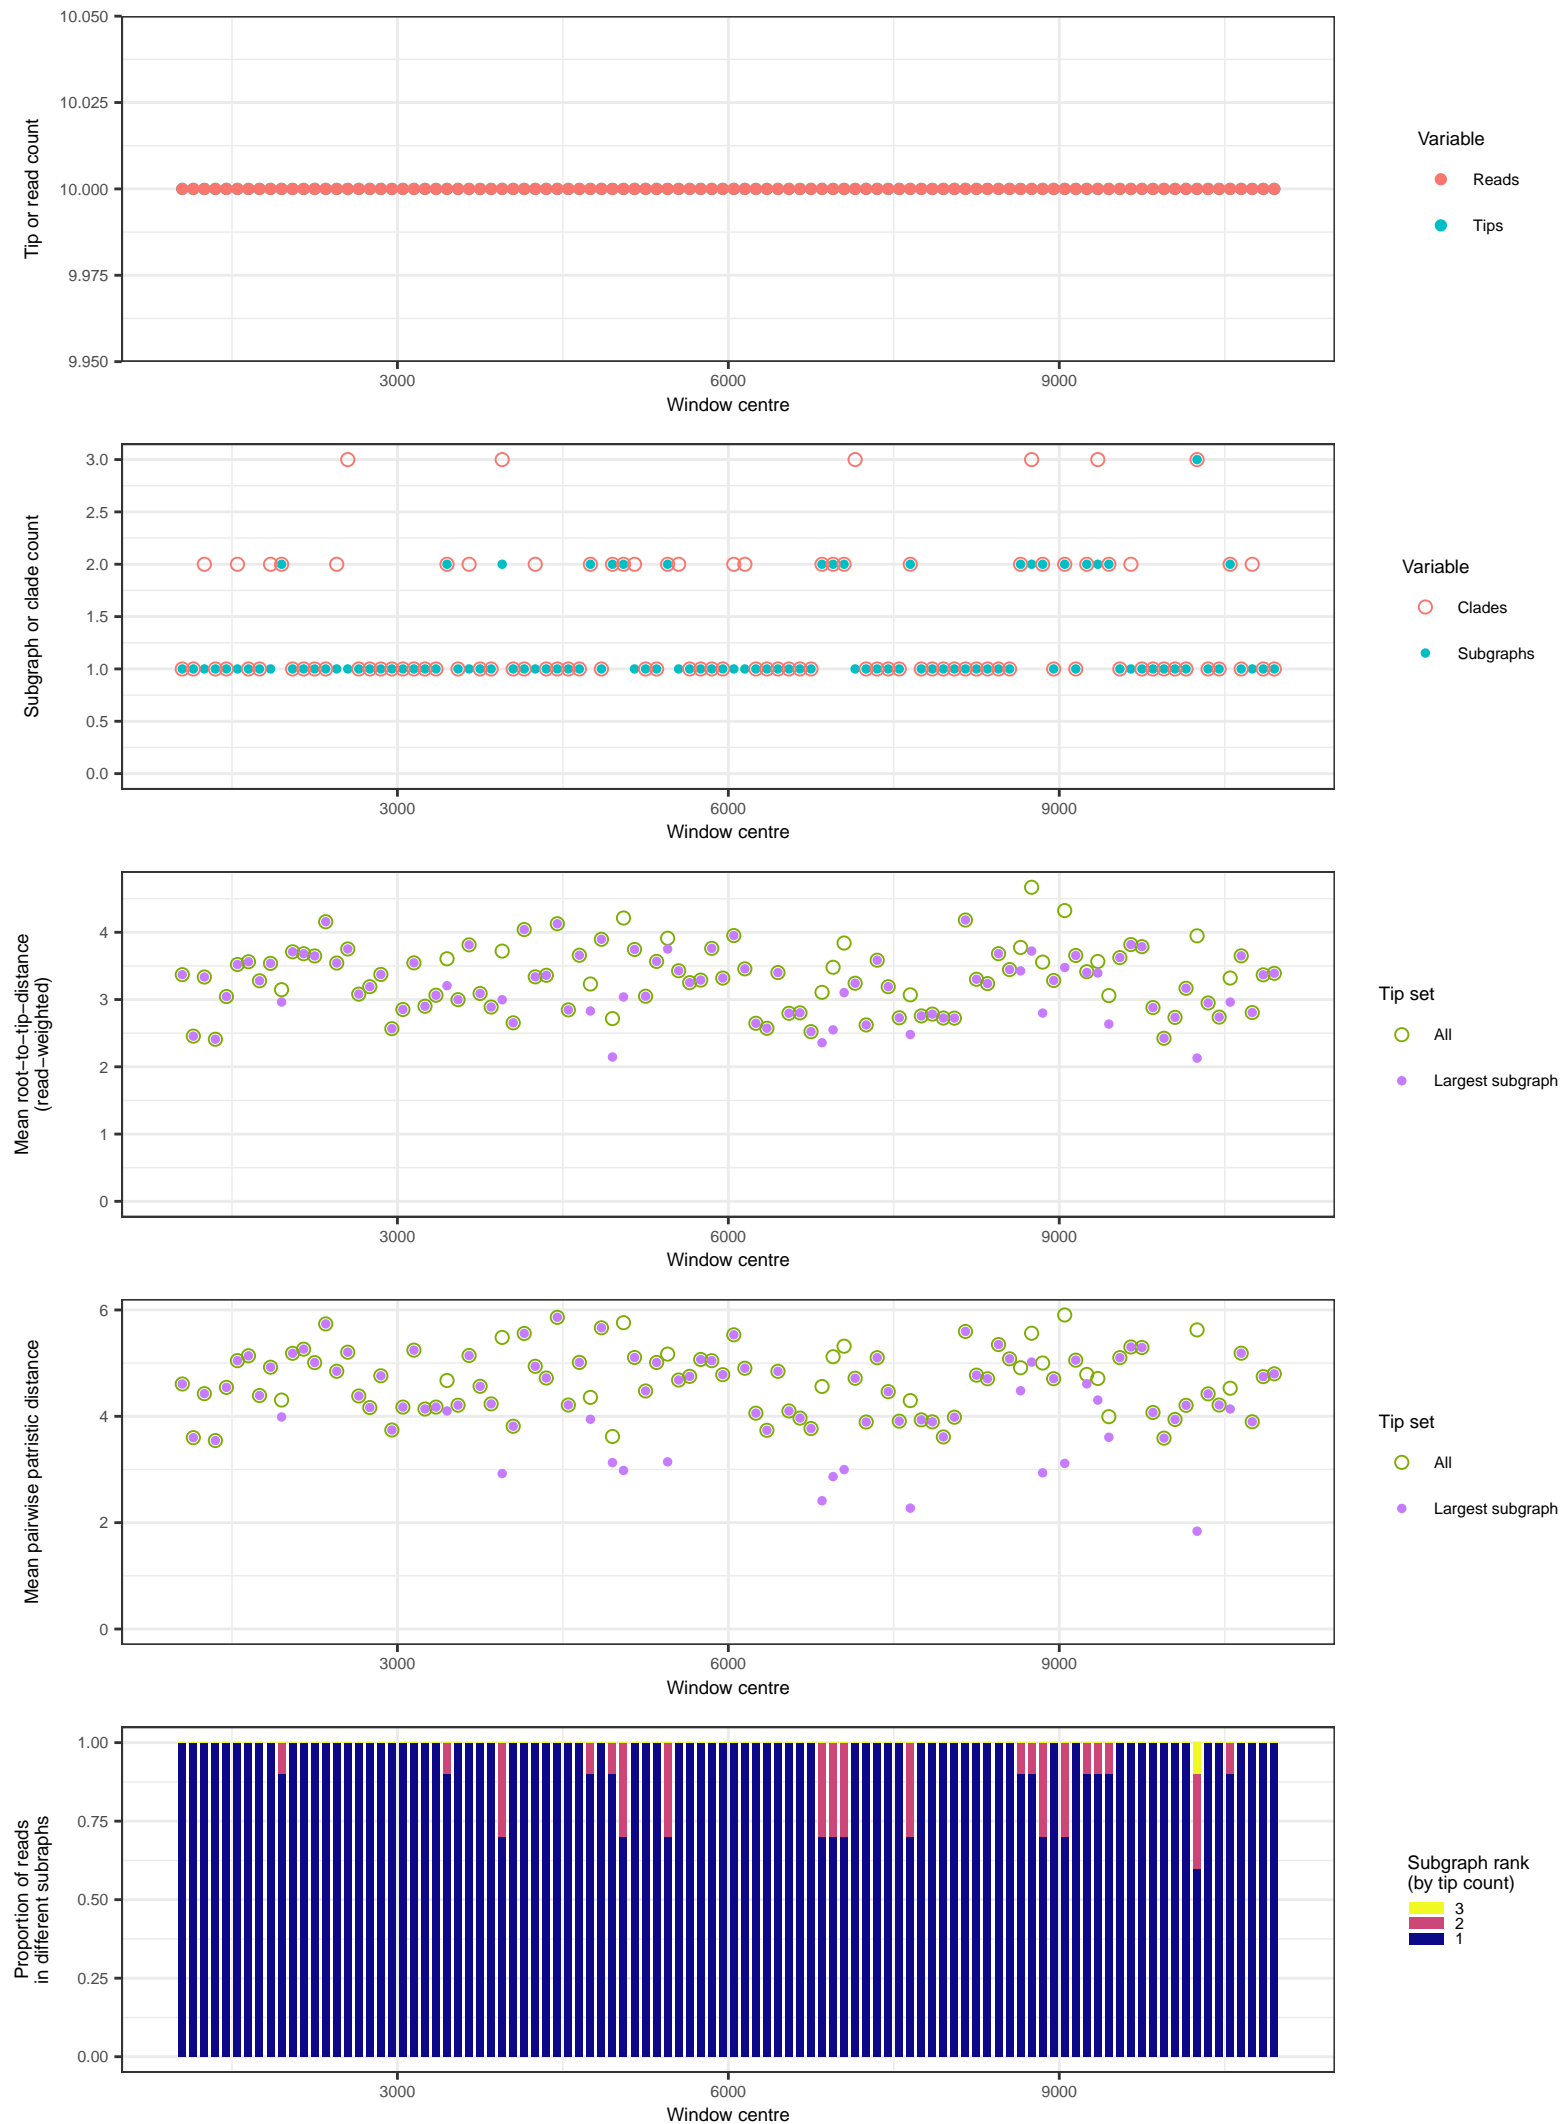 10.050
10.025
10.000
9.975
9.950
Tip or read count
3000 6000 9000
Window centre
Variable
Reads
Tips
3.0
2.5
2.0
1.5
1.0
0.5
0.0
Subgraph or clade count
3000 6000 9000
Window centre
Variable
Clades
Subgraphs
4
3
2
1
0
Mean root−to−tip−distance
(read−weighted)
3000 6000 9000
Window centre
Tip set
All
Largest subgraph
6
4
2
0
Mean pairwise patristic distance
3000 6000 9000
Window centre
Tip set
All
Largest subgraph
1.00
0.75
0.50
0.25
0.00
Proportion of reads
in different subraphs
3000 6000 9000
Window centre
Subgraph rank
(by tip count)
3
2
1